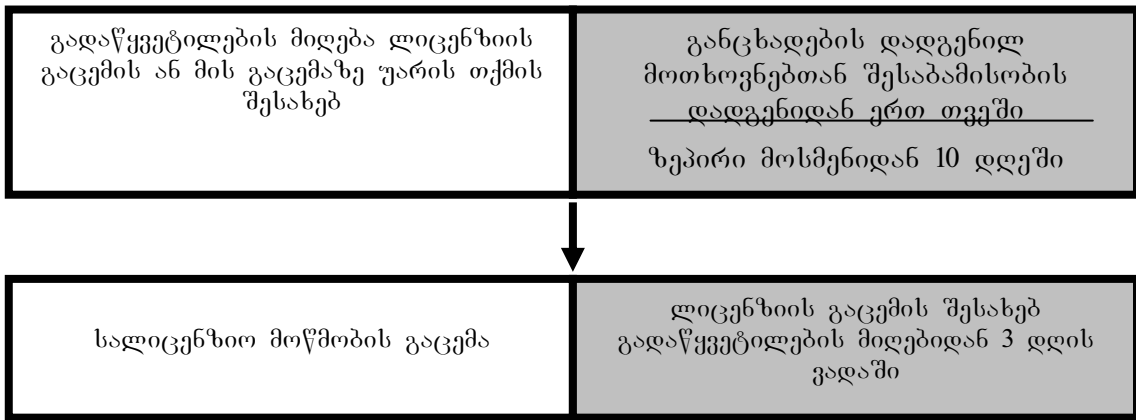 გადაწყვეტილების მიღება ლიცენზიის
გაცემის ან მის გაცემაზე უარის თქმის
შესახებ
განცხადების დადგენილ
მოთხოვნებთან შესაბამისობის
დადგენიდან ერთ თვეში
ზეპირი მოსმენიდან 10 დღეში
სალიცენზიო მოწმობის გაცემა
ლიცენზიის გაცემის შესახებ
გადაწყვეტილების მიღებიდან 3 დღის
ვადაში